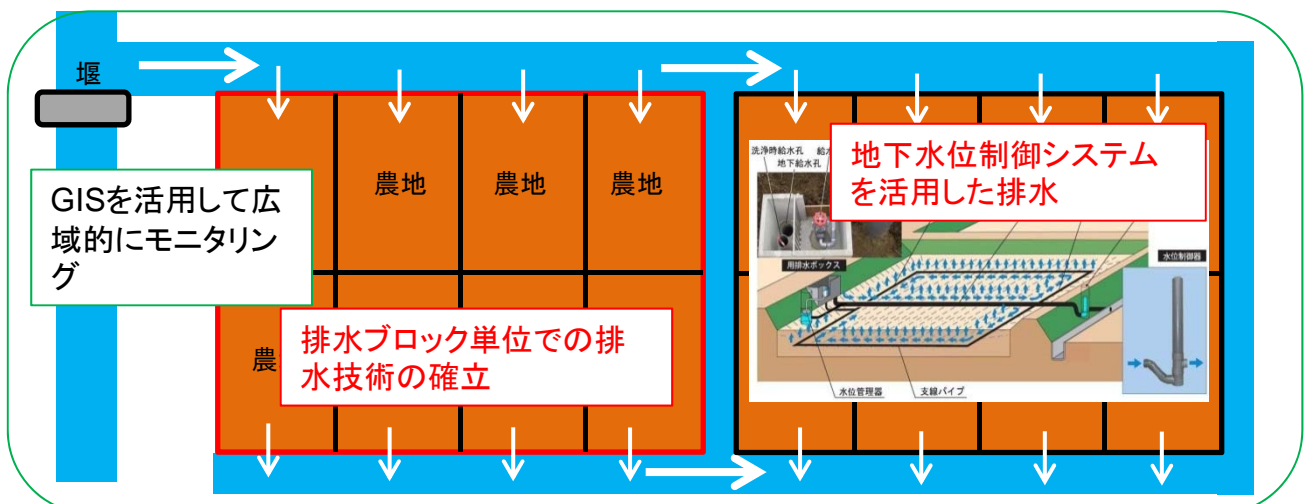 堰
GISを活用して広
域的にモニタリン
グ
農地
農地
農地
排水ブロック単位での排
水技術の確立
地下水位制御システム
を活用した排水
洗浄時給水孔
地下給水孔
用排水ボックス
水位制御器
水位管理器
支線パイプ